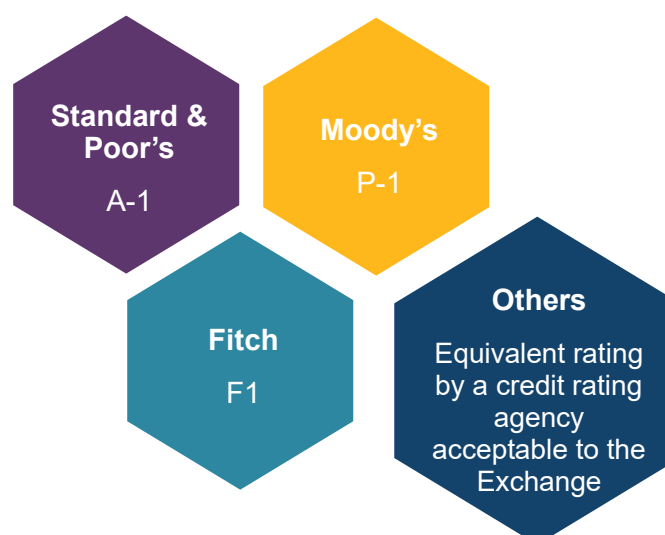 Standard &
Poor’s
A-1
Moody’s
P-1
Fitch
F1
Others
Equivalent rating
by a credit rating
agency
acceptable to the
Exchange